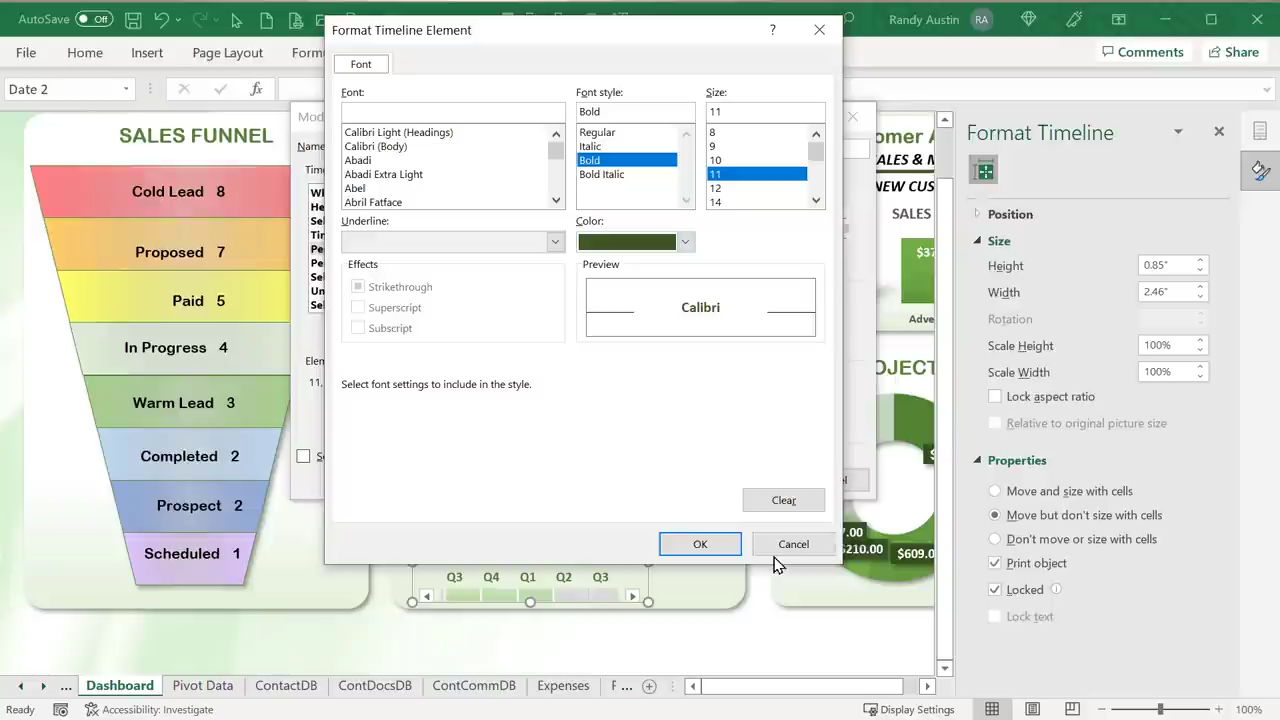 AutoSave Off
Randy Austin RA
File Home Insert Page Layout
Comments Share
Date 2
fx
Format Timeline Element
?
Font
Font: Font style: Size:
Bold 11
Calibri Light (Headings)
Calibri (Body)
Abadi
Abadi Extra Light
Abel
Abril Fatface
Regular
Italic
Bold
Bold Italic
8
9
10
11
12
14
Underline: Color:
Effects
Strikethrough
Superscript
Subscript
Preview
Calibri
Select font settings to include in the style.
Clear
OK Cancel
SALES FUNNEL
Cold Lead 8
Proposed 7
Paid 5
In Progress 4
Warm Lead 3
Completed 2
Prospect 2
Scheduled 1
Q3 Q4 Q1 Q2 Q3
NEW CUS
SALES
Format Timeline
Position
Size
Height 0.85"
Width 2.46"
Rotation
Scale Height 100%
Scale Width 100%
Lock aspect ratio
Relative to original picture size
Properties
Move and size with cells
Move but don't size with cells
Don't move or size with cells
Print object
Locked
Lock text
... Dashboard Pivot Data ContactDB ContDocsDB ContCommDB Expenses
Ready Accessibility: Investigate Display Settings 100%